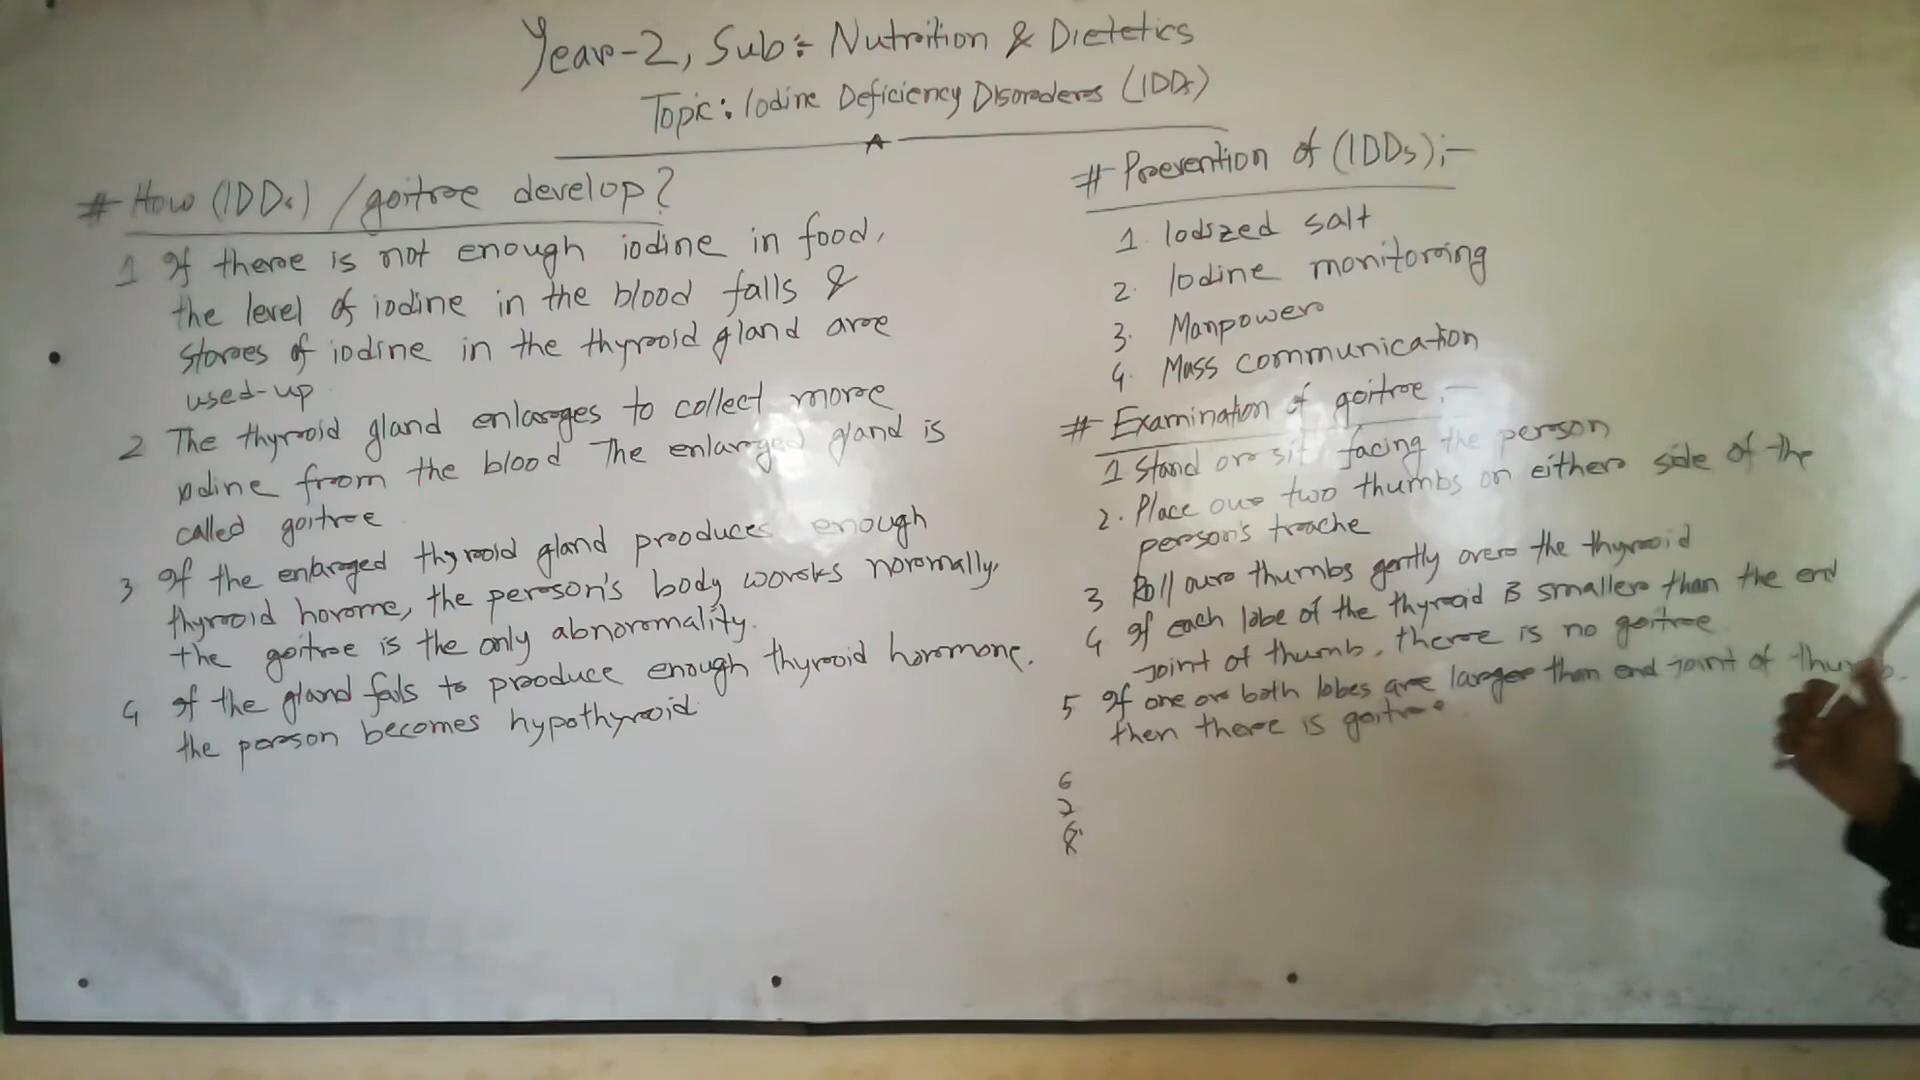 Year-2, Sub: Nutrition & Dietetics
Topic: Iodine Deficiency Disorders (IDDs)
# How (IDDs) / goitre develop?
1 If there is not enough iodine in food,
the level of iodine in the blood falls &
stores of iodine in the thyroid gland are
used-up
2 The thyroid gland enlarges to collect more
iodine from the blood The enlarged gland is
called goitre
3 If the enlarged thyroid gland produces enough
thyroid horome, the person's body works normally,
the goitre is the only abnormality.
4 If the gland fails to produce enough thyroid hormone.
the person becomes hypothyroid
# Prevention of (IDDs);-
1. Iodized salt
2. Iodine monitoring
3. Manpower
4. Mass communication
# Examination of goitre:-
1 Stand or sit facing the person
2. Place our two thumbs on either side of the
person's trache
3 Roll our thumbs gently over the thyroid
4 If each lobe of the thyroid is smaller than the end
joint of thumb, there is no goitre
5 If one or both lobes are larger than end joint of thumb.
then there is goitre.
6
7
8